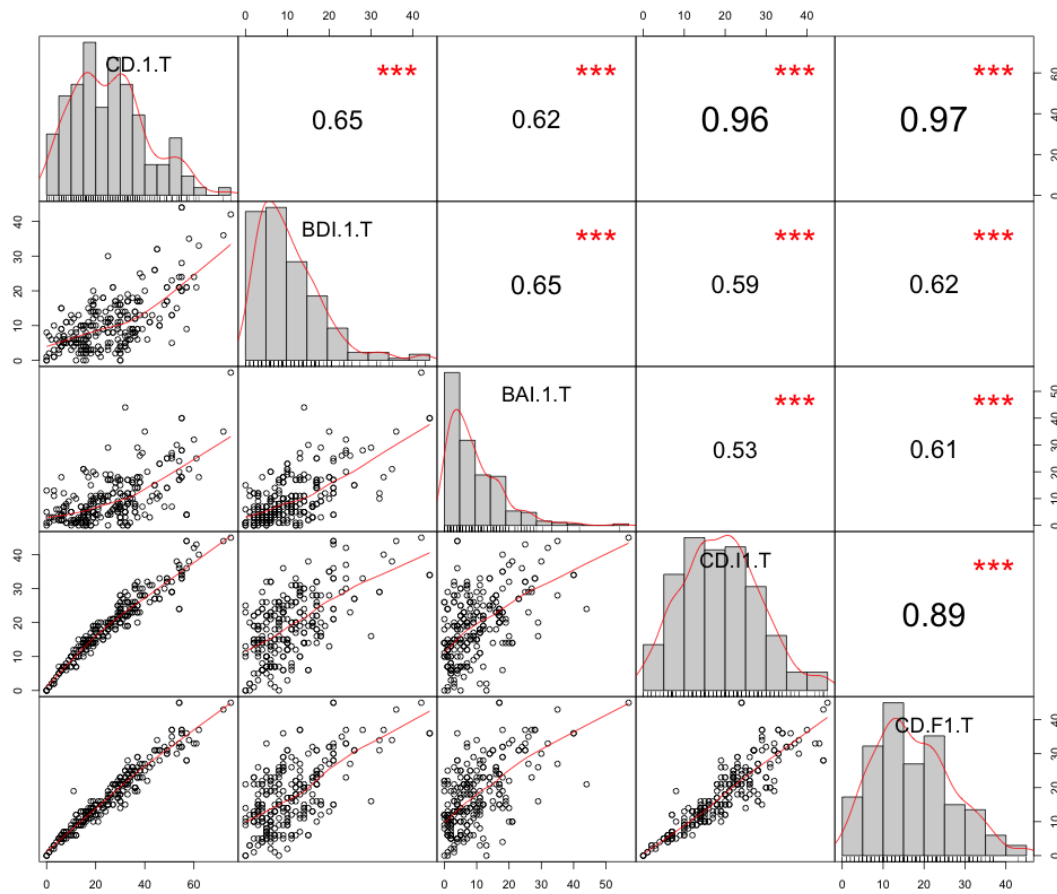 0 10 20 30 40 0 10 20 30 40
CD.1.T *** *** *** ***
0.65 0.62 0.96 0.97
0 20 40 60
0 10 20 30 40
BDI.1.T *** *** ***
0.65 0.59 0.62
BAI.1.T *** ***
0.53 0.61
0 10 20 30 40 50
0 10 20 30 40
CD.I1.T ***
0.89
CD.F1.T
0 10 20 30 40
0 20 40 60 0 10 20 30 40 50 0 10 20 30 40